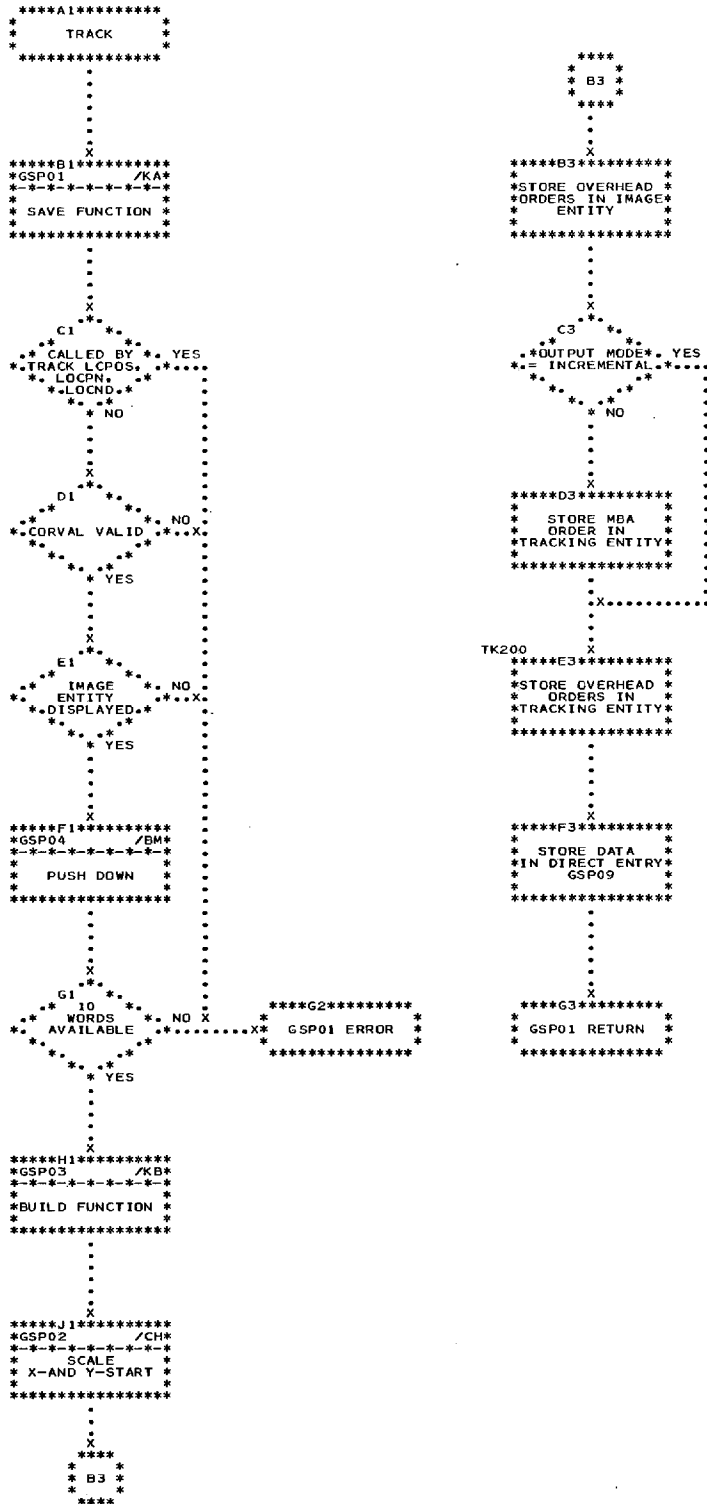 A1
TRACK
B1
GSP01 /KA
SAVE FUNCTION
C1
CALLED BY YES
TRACK LCPOS,
LOCPN,
LOCND
NO
D1
CORVAL VALID NO
YES
E1
IMAGE
ENTITY NO
DISPLAYED
YES
F1
GSP04 /BM
PUSH DOWN
G1
10
WORDS
AVAILABLE NO
YES
G2
GSP01 ERROR
H1
GSP03 /KB
BUILD FUNCTION
J1
GSP02 /CH
SCALE
X-AND Y-START
B3
B3
B3
STORE OVERHEAD
ORDERS IN IMAGE
ENTITY
C3
OUTPUT MODE YES
= INCREMENTAL
NO
D3
STORE MBA
ORDER IN
TRACKING ENTITY
TK200
E3
STORE OVERHEAD
ORDERS IN
TRACKING ENTITY
F3
STORE DATA
IN DIRECT ENTRY
GSP09
G3
GSP01 RETURN